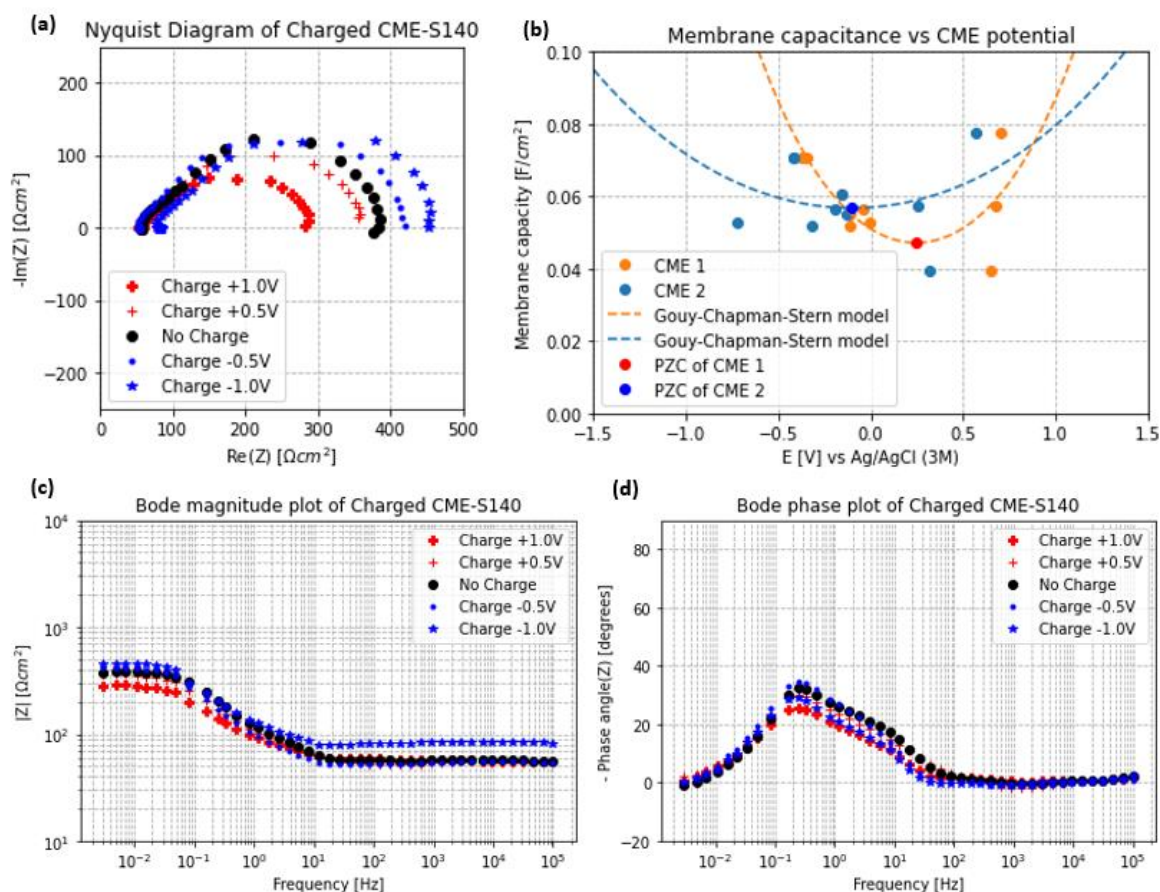 (a)
Nyquist Diagram of Charged CME-S140
-Im(Z) [Ωcm²]
200
100
0
−100
−200
Charge +1.0V
Charge +0.5V
No Charge
Charge -0.5V
Charge -1.0V
0 100 200 300 400 500
Re(Z) [Ωcm²]
(b)
Membrane capacitance vs CME potential
Membrane capacity [F/cm²]
0.10
0.08
0.06
0.04
0.02
0.00
CME 1
CME 2
Gouy-Chapman-Stern model
Gouy-Chapman-Stern model
PZC of CME 1
PZC of CME 2
−1.5 −1.0 −0.5 0.0 0.5 1.0 1.5
E [V] vs Ag/AgCl (3M)
(c)
Bode magnitude plot of Charged CME-S140
|Z| [Ωcm²]
10⁴
10³
10²
10¹
Charge +1.0V
Charge +0.5V
No Charge
Charge -0.5V
Charge -1.0V
10⁻² 10⁻¹ 10⁰ 10¹ 10² 10³ 10⁴ 10⁵
Frequency [Hz]
(d)
Bode phase plot of Charged CME-S140
- Phase angle(Z) [degrees]
80
60
40
20
0
−20
Charge +1.0V
Charge +0.5V
No Charge
Charge -0.5V
Charge -1.0V
10⁻² 10⁻¹ 10⁰ 10¹ 10² 10³ 10⁴ 10⁵
Frequency [Hz]